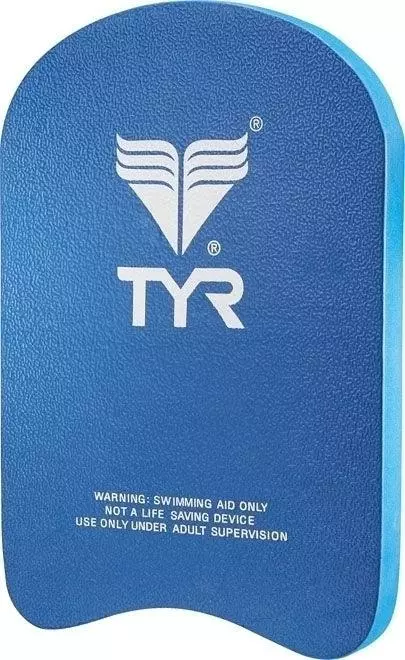 ®
®
TYR
WARNING: SWIMMING AID ONLY
NOT A LIFE SAVING DEVICE
USE ONLY UNDER ADULT SUPERVISION